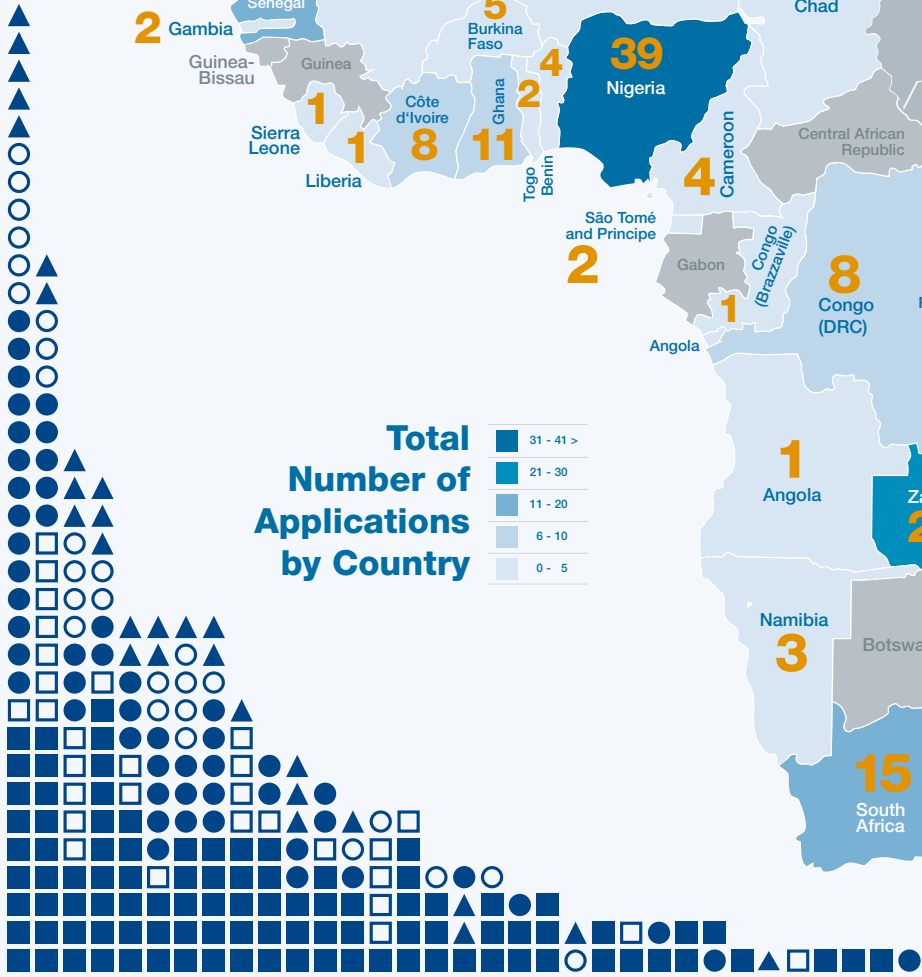 Senegal
2 Gambia
Guinea-
Bissau
Guinea
1
Sierra
Leone
1
Liberia
Côte
d'Ivoire
8
5
Burkina
Faso
Ghana
11
2
Togo
4
Benin
39
Nigeria
Chad
4
Cameroon
Central African
Republic
São Tomé
and Principe
2
Gabon
Congo
(Brazzaville)
1
8
Congo
(DRC)
Angola
1
Angola
Za
2
Namibia
3
Botswa
15
South
Africa
Total
Number of
Applications
by Country
31 - 41 >
21 - 30
11 - 20
6 - 10
0 - 5